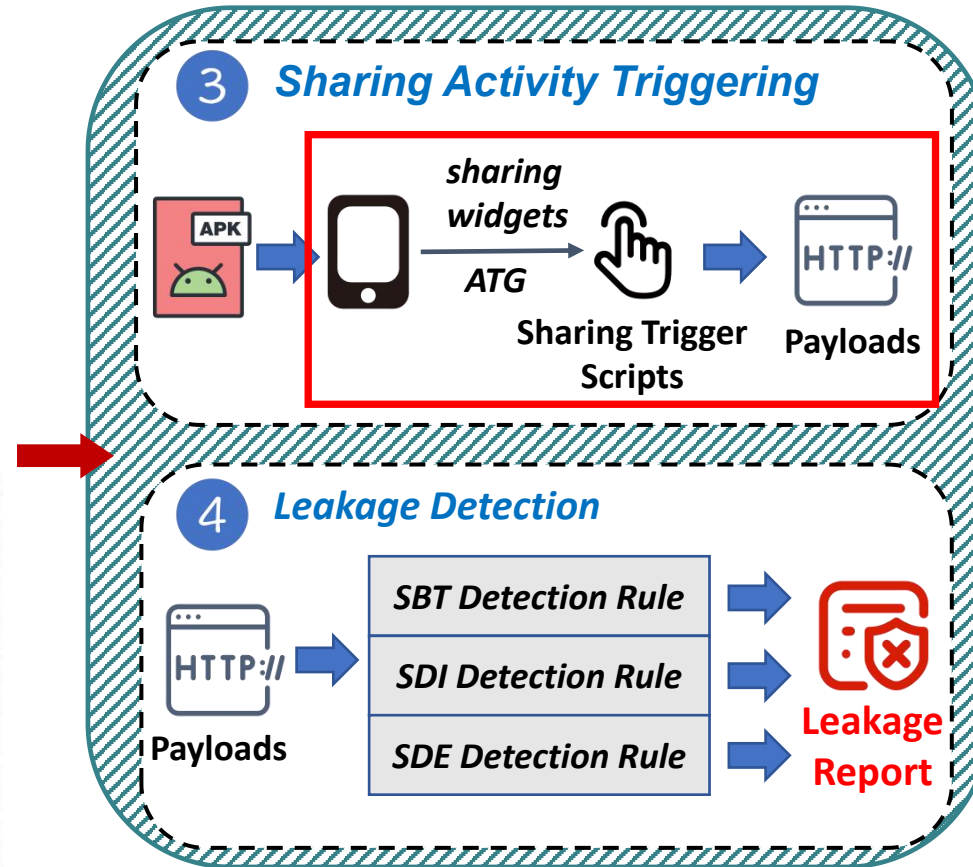 3
Sharing Activity Triggering
APK
sharing
widgets
ATG
Sharing Trigger
Scripts
HTTP://
Payloads
4
Leakage Detection
HTTP://
Payloads
SBT Detection Rule
SDI Detection Rule
SDE Detection Rule
Leakage
Report